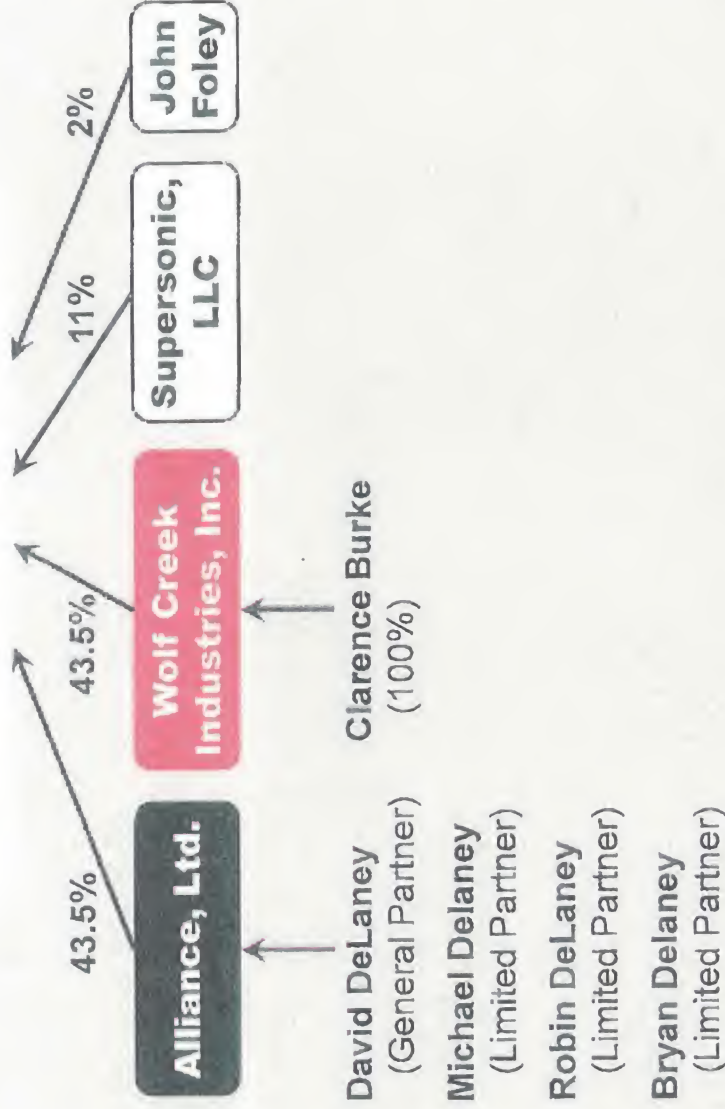 43.5%
43.5%
11%
2%
Alliance, Ltd.
Wolf Creek
Industries, Inc.
Supersonic,
LLC
John
Foley
David DeLaney
(General Partner)
Michael Delaney
(Limited Partner)
Robin DeLaney
(Limited Partner)
Bryan Delaney
(Limited Partner)
Clarence Burke
(100%)